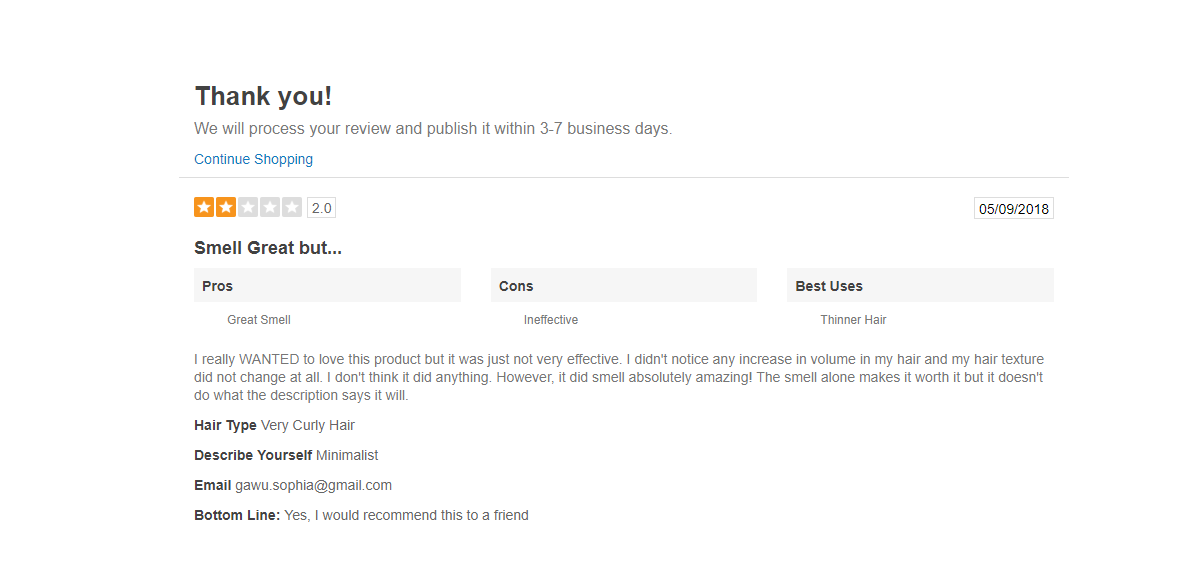 Thank you!
We will process your review and publish it within 3-7 business days.
Continue Shopping
2.0
05/09/2018
Smell Great but...
Pros
Cons
Best Uses
Great Smell
Ineffective
Thinner Hair
I really WANTED to love this product but it was just not very effective. I didn't notice any increase in volume in my hair and my hair texture
did not change at all. I don't think it did anything. However, it did smell absolutely amazing! The smell alone makes it worth it but it doesn't
do what the description says it will.
Hair Type Very Curly Hair
Describe Yourself Minimalist
Email gawu.sophia@gmail.com
Bottom Line: Yes, I would recommend this to a friend